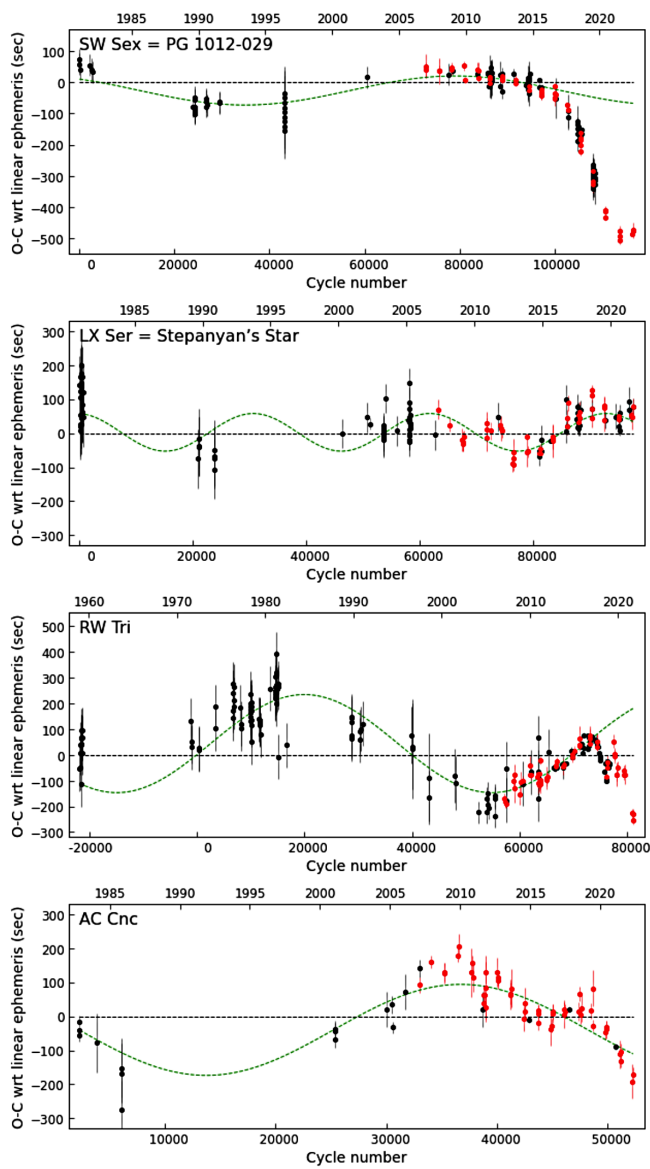 1985 1990 1995 2000 2005 2010 2015 2020
SW Sex = PG 1012-029
O-C wrt linear ephemeris (sec)
100
0
−100
−200
−300
−400
−500
0 20000 40000 60000 80000 100000
Cycle number
1985 1990 1995 2000 2005 2010 2015 2020
LX Ser = Stepanyan's Star
O-C wrt linear ephemeris (sec)
300
200
100
0
−100
−200
−300
0 20000 40000 60000 80000
Cycle number
1960 1970 1980 1990 2000 2010 2020
RW Tri
O-C wrt linear ephemeris (sec)
500
400
300
200
100
0
−100
−200
−300
−20000 0 20000 40000 60000 80000
Cycle number
1985 1990 1995 2000 2005 2010 2015 2020
AC Cnc
O-C wrt linear ephemeris (sec)
300
200
100
0
−100
−200
−300
10000 20000 30000 40000 50000
Cycle number